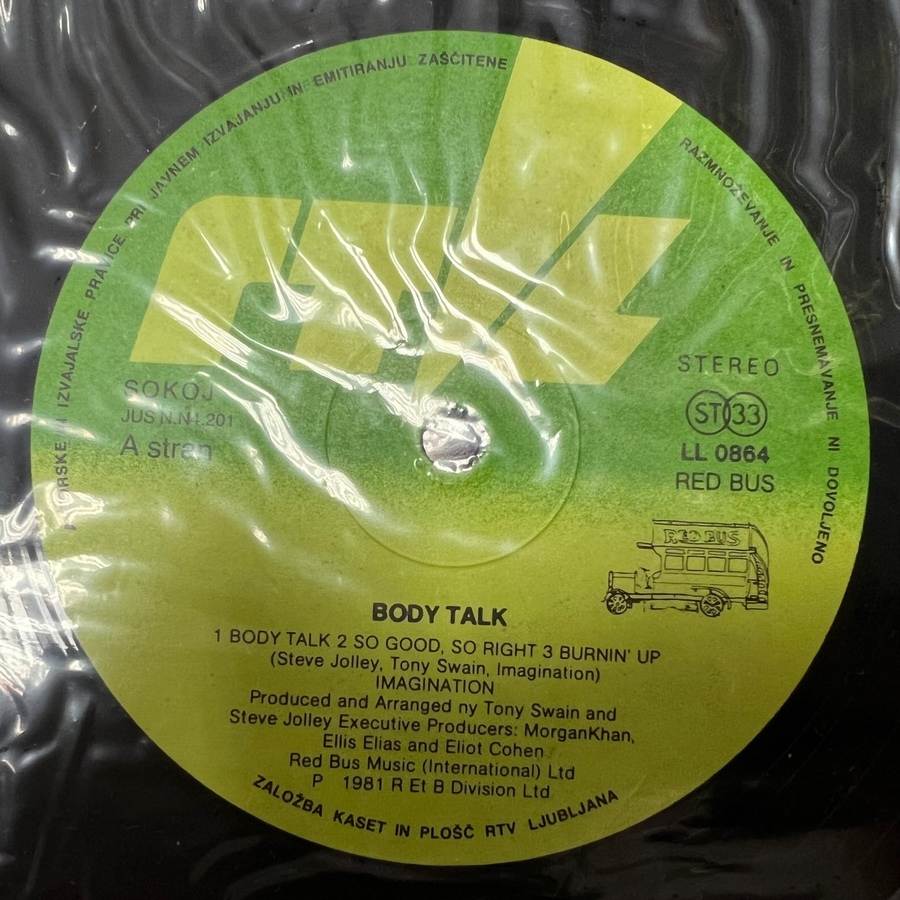 RSKE IN IZVAJALSKE PRAVICE PRI JAVNEM IZVAJANJU IN EMITIRANJU ZAŠČITENE
RAZMNOŽEVANJE IN PRESNEMAVANJE NI DOVOLJENO
SOKOJ
JUS N.N4.201
A stran
STEREO
ST 33
LL 0864
RED BUS
RED BUS
BODY TALK
1 BODY TALK 2 SO GOOD, SO RIGHT 3 BURNIN' UP
(Steve Jolley, Tony Swain, Imagination)
IMAGINATION
Produced and Arranged ny Tony Swain and
Steve Jolley Executive Producers: MorganKhan,
Ellis Elias and Eliot Cohen
Red Bus Music (International) Ltd
P 1981 R Et B Division Ltd
ZALOŽBA KASET IN PLOŠČ RTV LJUBLJANA